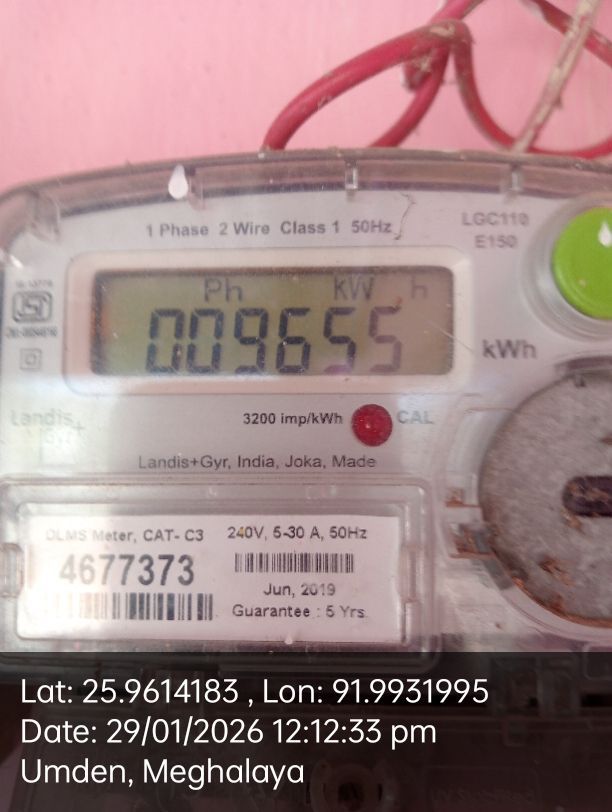 1 Phase 2 Wire Class 1 50Hz
LGC110
E150
Ph kW h
009655
kWh
Landis+
Gyr
3200 imp/kWh
CAL
Landis+Gyr, India, Joka, Made
DLMS Meter, CAT- C3
240V, 5-30 A, 50Hz
4677373
Jun, 2019
Guarantee : 5 Yrs.
Lat: 25.9614183 , Lon: 91.9931995
Date: 29/01/2026 12:12:33 pm
Umden, Meghalaya